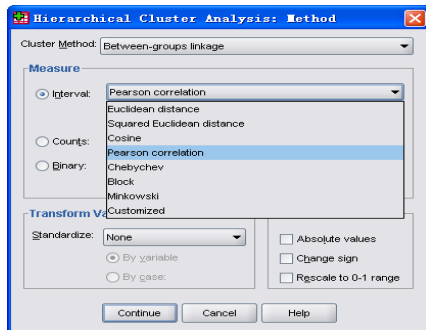 Hierarchical Cluster Analysis: Method
Cluster Method: Between-groups linkage
Measure
Interval: Pearson correlation
Euclidean distance
Squared Euclidean distance
Cosine
Counts:
Pearson correlation
Binary:
Chebychev
Block
Minkowski
Customized
Transform Va
Standardize: None
Absolute values
By variable
Change sign
By case:
Rescale to 0-1 range
Continue Cancel Help